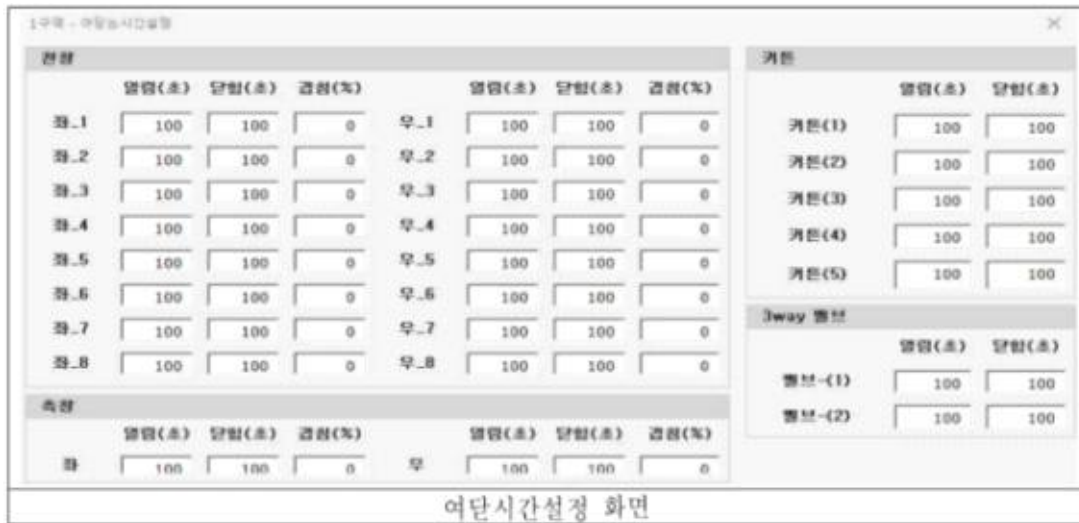 1구역 - 여닫는시간설정
천창
열림(초) 닫힘(초) 겹침(%) 열림(초) 닫힘(초) 겹침(%)
좌_1 100 100 0 우_1 100 100 0
좌_2 100 100 0 우_2 100 100 0
좌_3 100 100 0 우_3 100 100 0
좌_4 100 100 0 우_4 100 100 0
좌_5 100 100 0 우_5 100 100 0
좌_6 100 100 0 우_6 100 100 0
좌_7 100 100 0 우_7 100 100 0
좌_8 100 100 0 우_8 100 100 0
측창
열림(초) 닫힘(초) 겹침(%) 열림(초) 닫힘(초) 겹침(%)
좌 100 100 0 우 100 100 0
커튼
열림(초) 닫힘(초)
커튼(1) 100 100
커튼(2) 100 100
커튼(3) 100 100
커튼(4) 100 100
커튼(5) 100 100
3way 밸브
열림(초) 닫힘(초)
밸브-(1) 100 100
밸브-(2) 100 100
여닫시간설정 화면